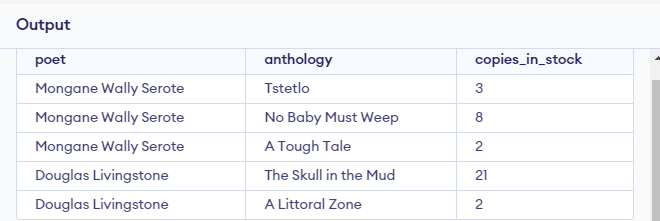 Output
poet anthology copies_in_stock
Mongane Wally Serote Tstetlo 3
Mongane Wally Serote No Baby Must Weep 8
Mongane Wally Serote A Tough Tale 2
Douglas Livingstone The Skull in the Mud 21
Douglas Livingstone A Littoral Zone 2